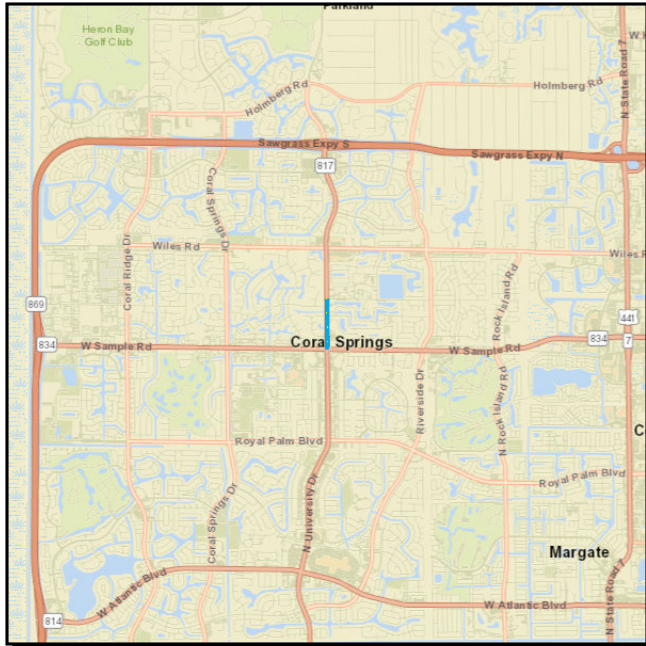 Parkland
Heron Bay
Golf Club
W H
Holmberg Rd
Holmberg Rd
N State Road 7
Sawgrass Expy S
Sawgrass Expy N
817
Coral Springs Dr
Coral Ridge Dr
Wiles Rd
Wiles R
Rock Island Rd
869
441
7
834
W Sample Rd
Coral Springs
W Sample Rd
834
Riverside Dr
N Rock Island Rd
C
Royal Palm Blvd
Royal Palm Blvd
Coral Springs Dr
N University Dr
Margate
W Atlantic Blvd
W Atlantic Blvd
N State Road 7
814